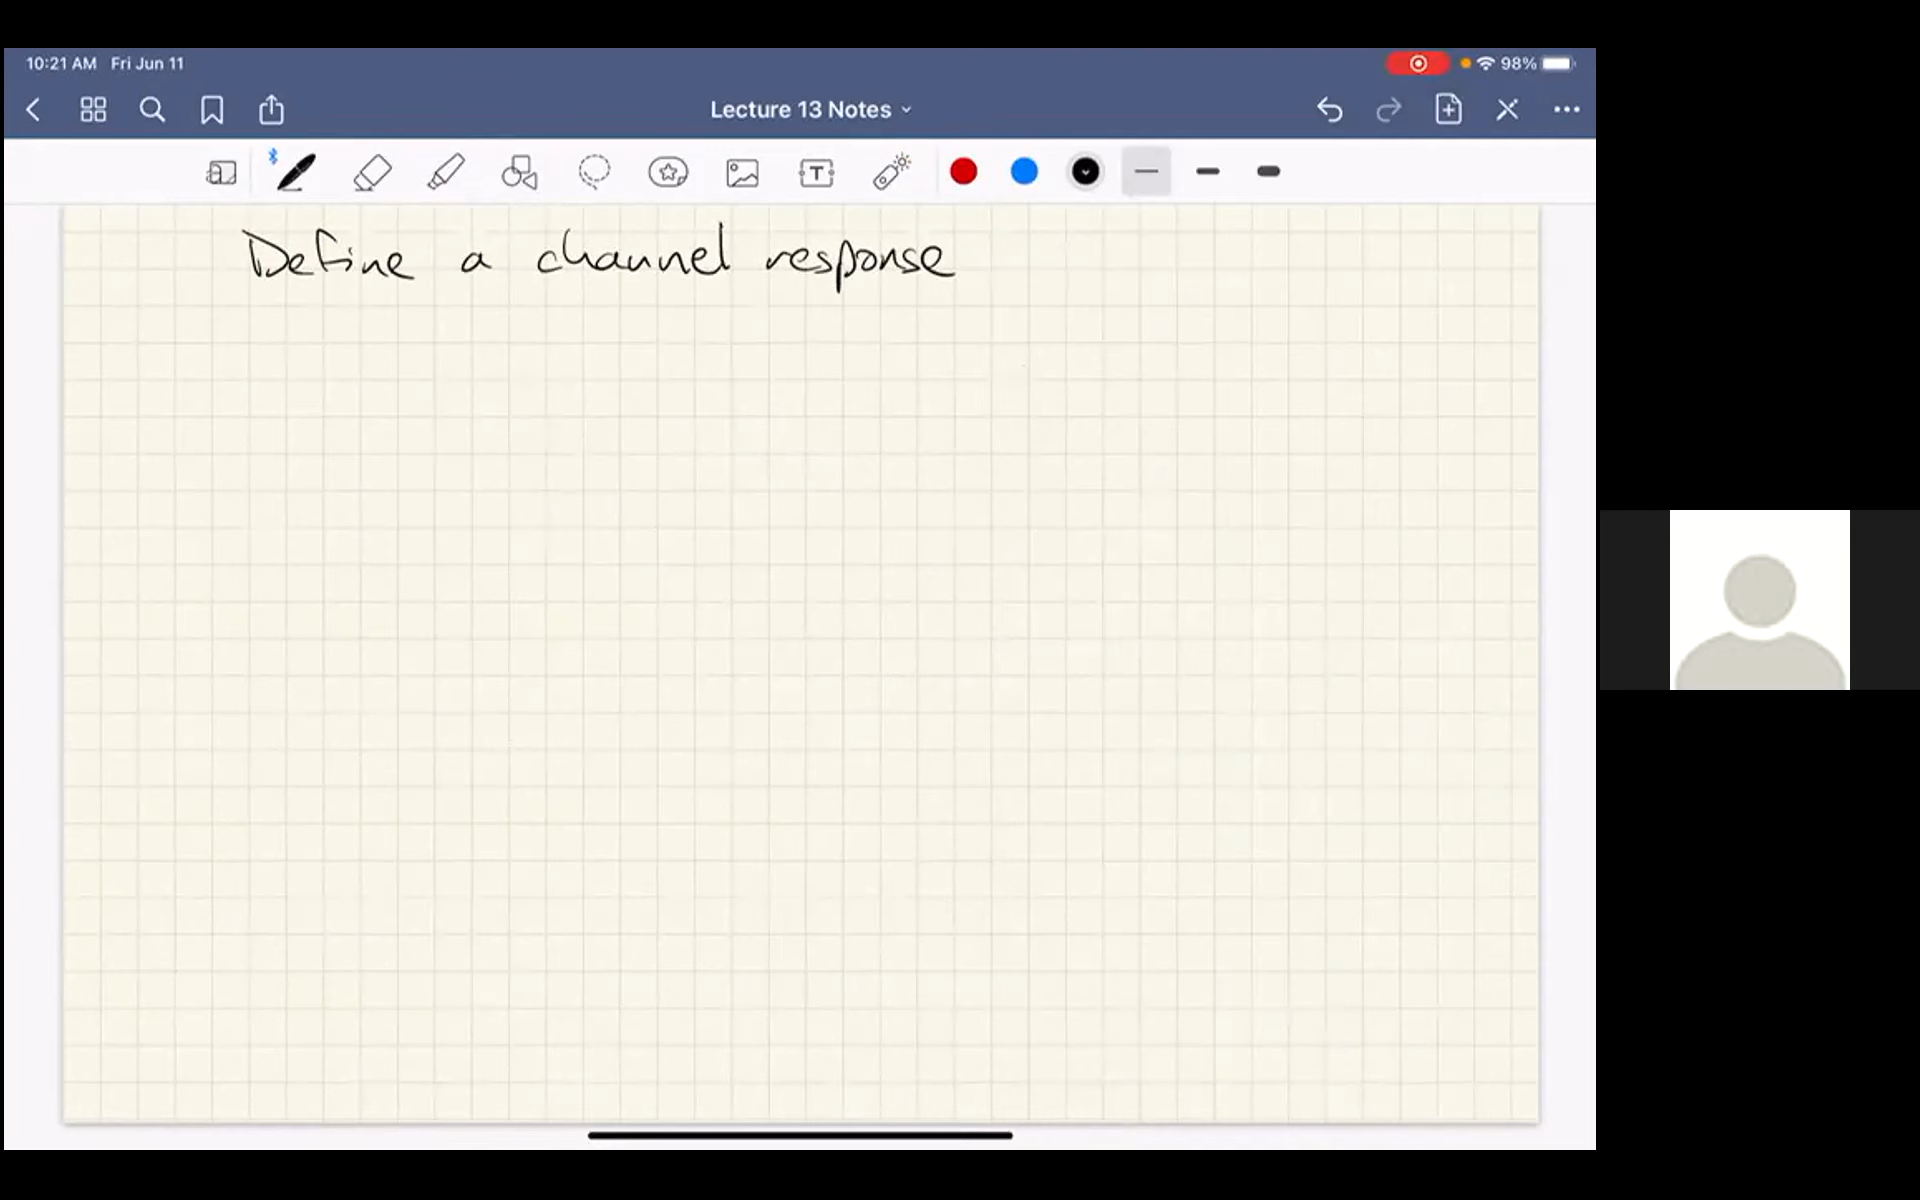 10:21 AM Fri Jun 11
98%
Lecture 13 Notes
Define a channel response